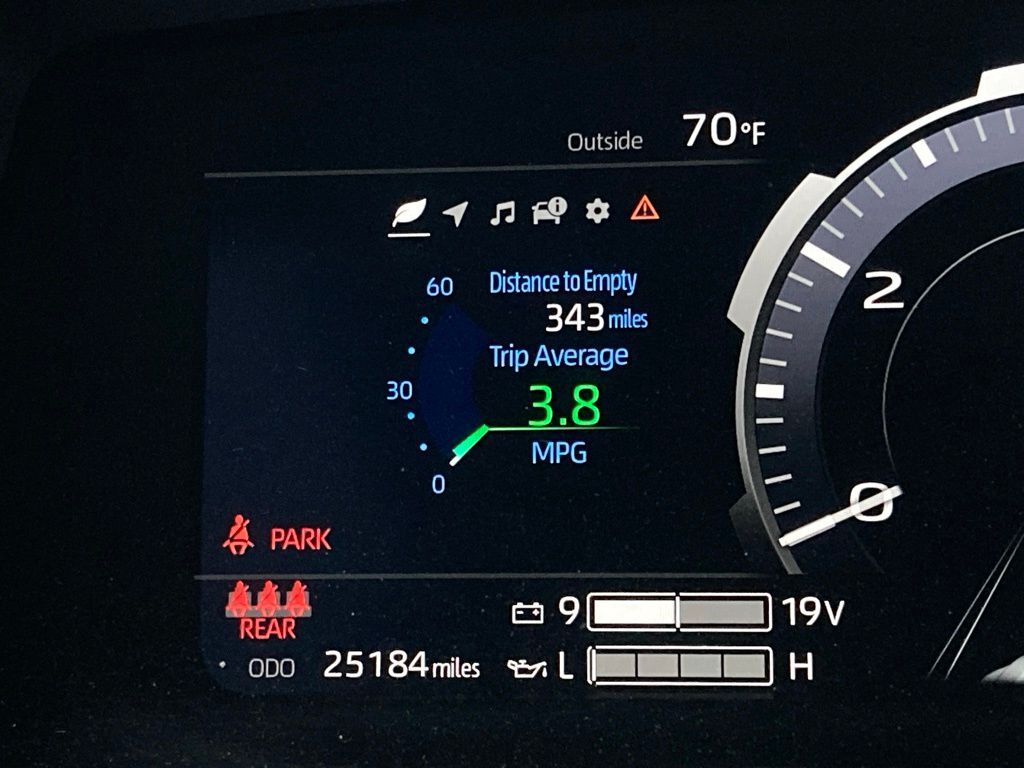 Outside 70°F
60
Distance to Empty
343 miles
2
Trip Average
30
3.8
MPG
0
0
PARK
REAR
9 19V
ODO 25184 miles
L H